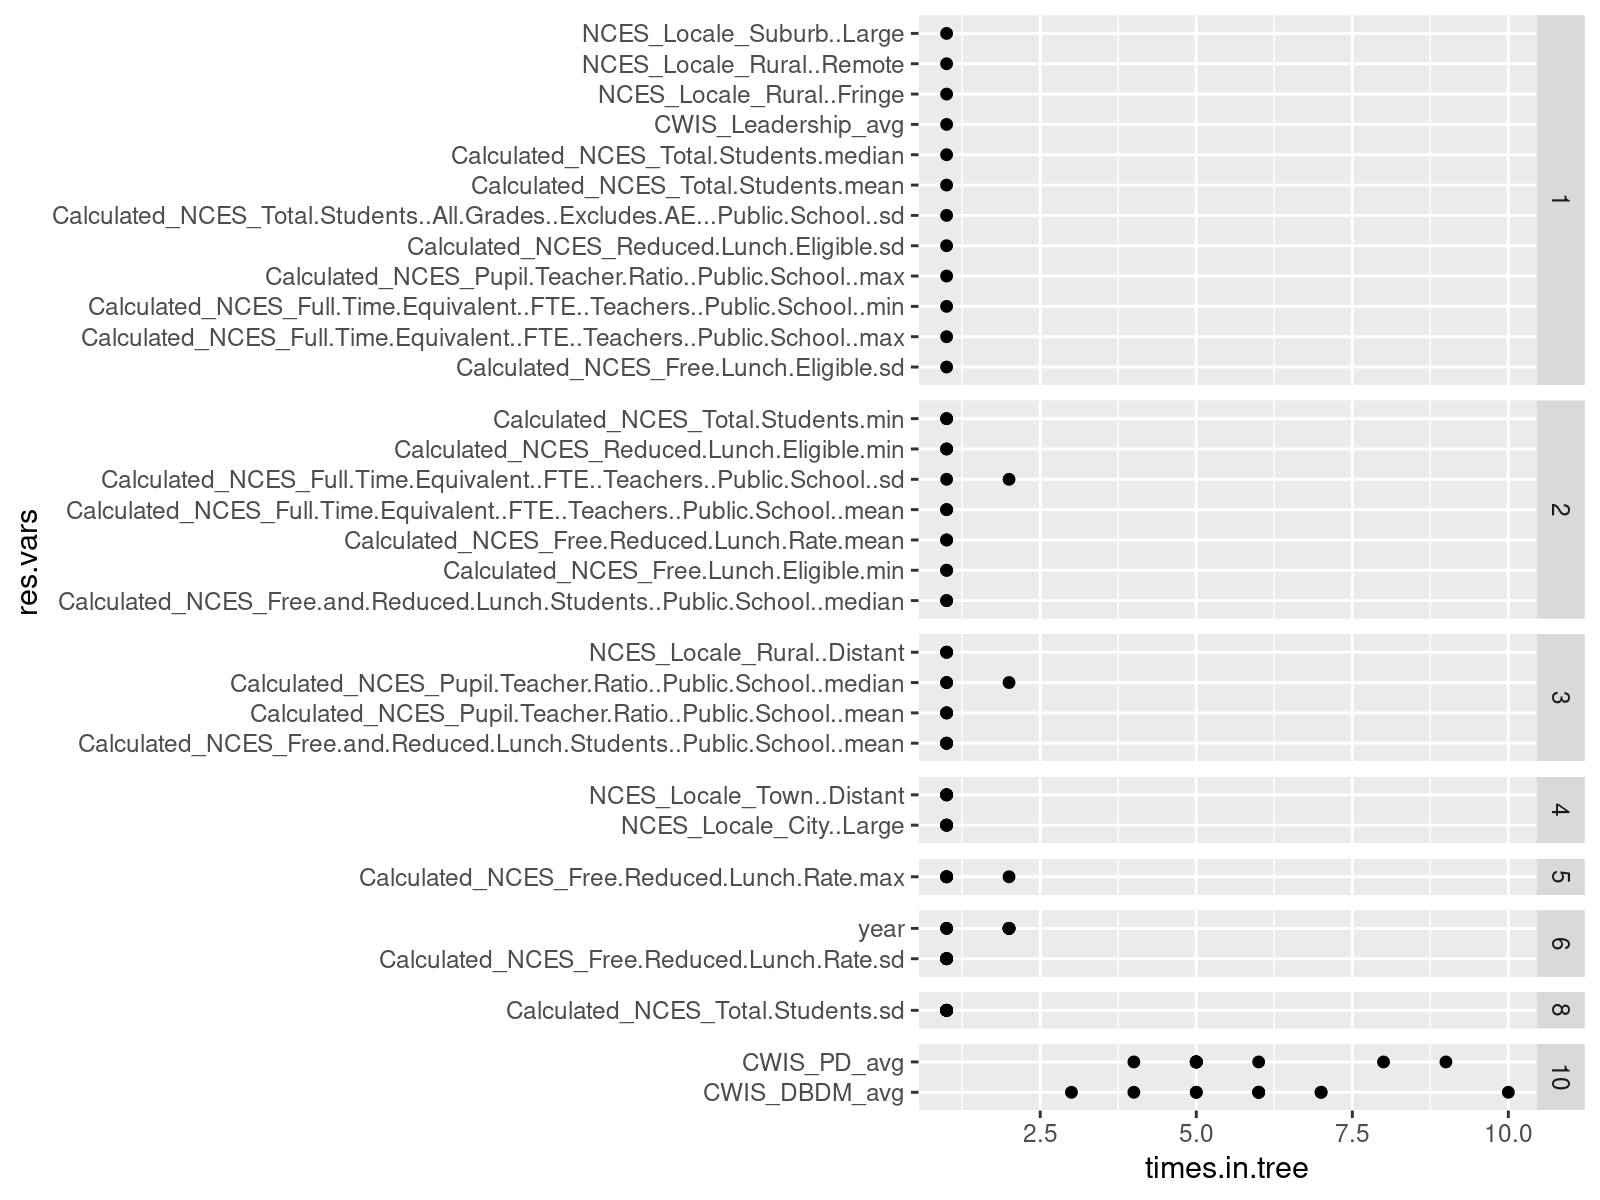 NCES_Locale_Suburb..Large
NCES_Locale_Rural..Remote
NCES_Locale_Rural..Fringe
CWIS_Leadership_avg
Calculated_NCES_Total.Students.median
Calculated_NCES_Total.Students.mean
Calculated_NCES_Total.Students..All.Grades..Excludes.AE...Public.School..sd
Calculated_NCES_Reduced.Lunch.Eligible.sd
Calculated_NCES_Pupil.Teacher.Ratio..Public.School..max
Calculated_NCES_Full.Time.Equivalent..FTE..Teachers..Public.School..min
Calculated_NCES_Full.Time.Equivalent..FTE..Teachers..Public.School..max
Calculated_NCES_Free.Lunch.Eligible.sd
1
Calculated_NCES_Total.Students.min
Calculated_NCES_Reduced.Lunch.Eligible.min
Calculated_NCES_Full.Time.Equivalent..FTE..Teachers..Public.School..sd
Calculated_NCES_Full.Time.Equivalent..FTE..Teachers..Public.School..mean
Calculated_NCES_Free.Reduced.Lunch.Rate.mean
Calculated_NCES_Free.Lunch.Eligible.min
Calculated_NCES_Free.and.Reduced.Lunch.Students..Public.School..median
2
NCES_Locale_Rural..Distant
Calculated_NCES_Pupil.Teacher.Ratio..Public.School..median
Calculated_NCES_Pupil.Teacher.Ratio..Public.School..mean
Calculated_NCES_Free.and.Reduced.Lunch.Students..Public.School..mean
3
NCES_Locale_Town..Distant
NCES_Locale_City..Large
4
Calculated_NCES_Free.Reduced.Lunch.Rate.max
5
year
Calculated_NCES_Free.Reduced.Lunch.Rate.sd
6
Calculated_NCES_Total.Students.sd
8
CWIS_PD_avg
CWIS_DBDM_avg
10
2.5 5.0 7.5 10.0
times.in.tree
res.vars